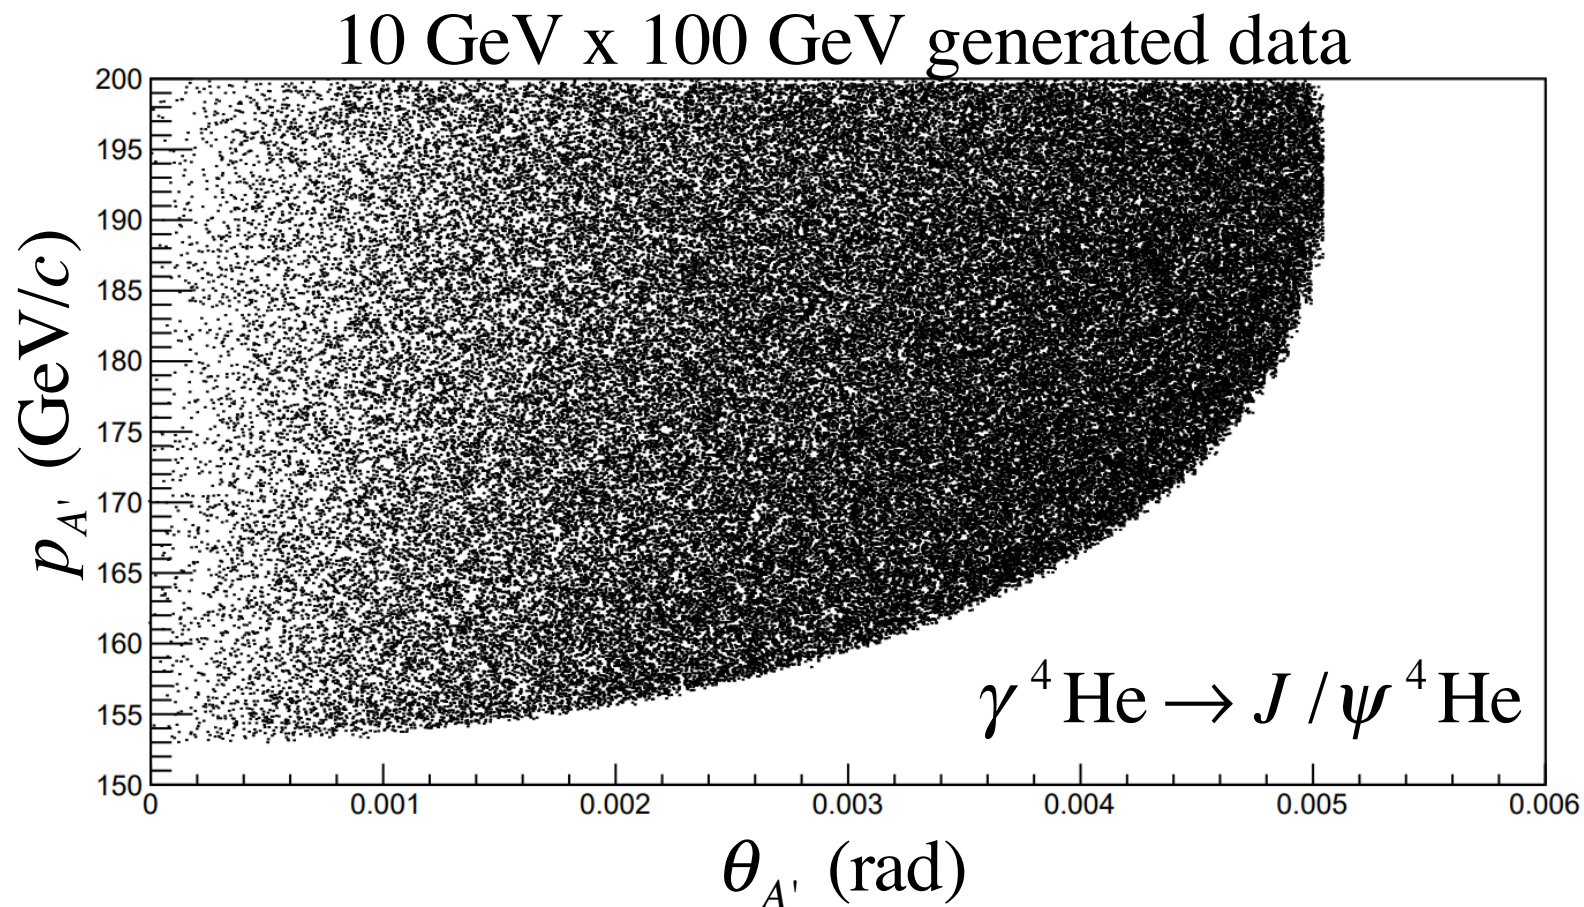 10 GeV x 100 GeV generated data
200
195
190
185
180
175
170
165
160
155
150
p_A' (GeV/c)
γ ⁴He → J/ψ ⁴He
0 0.001 0.002 0.003 0.004 0.005 0.006
θ_A' (rad)